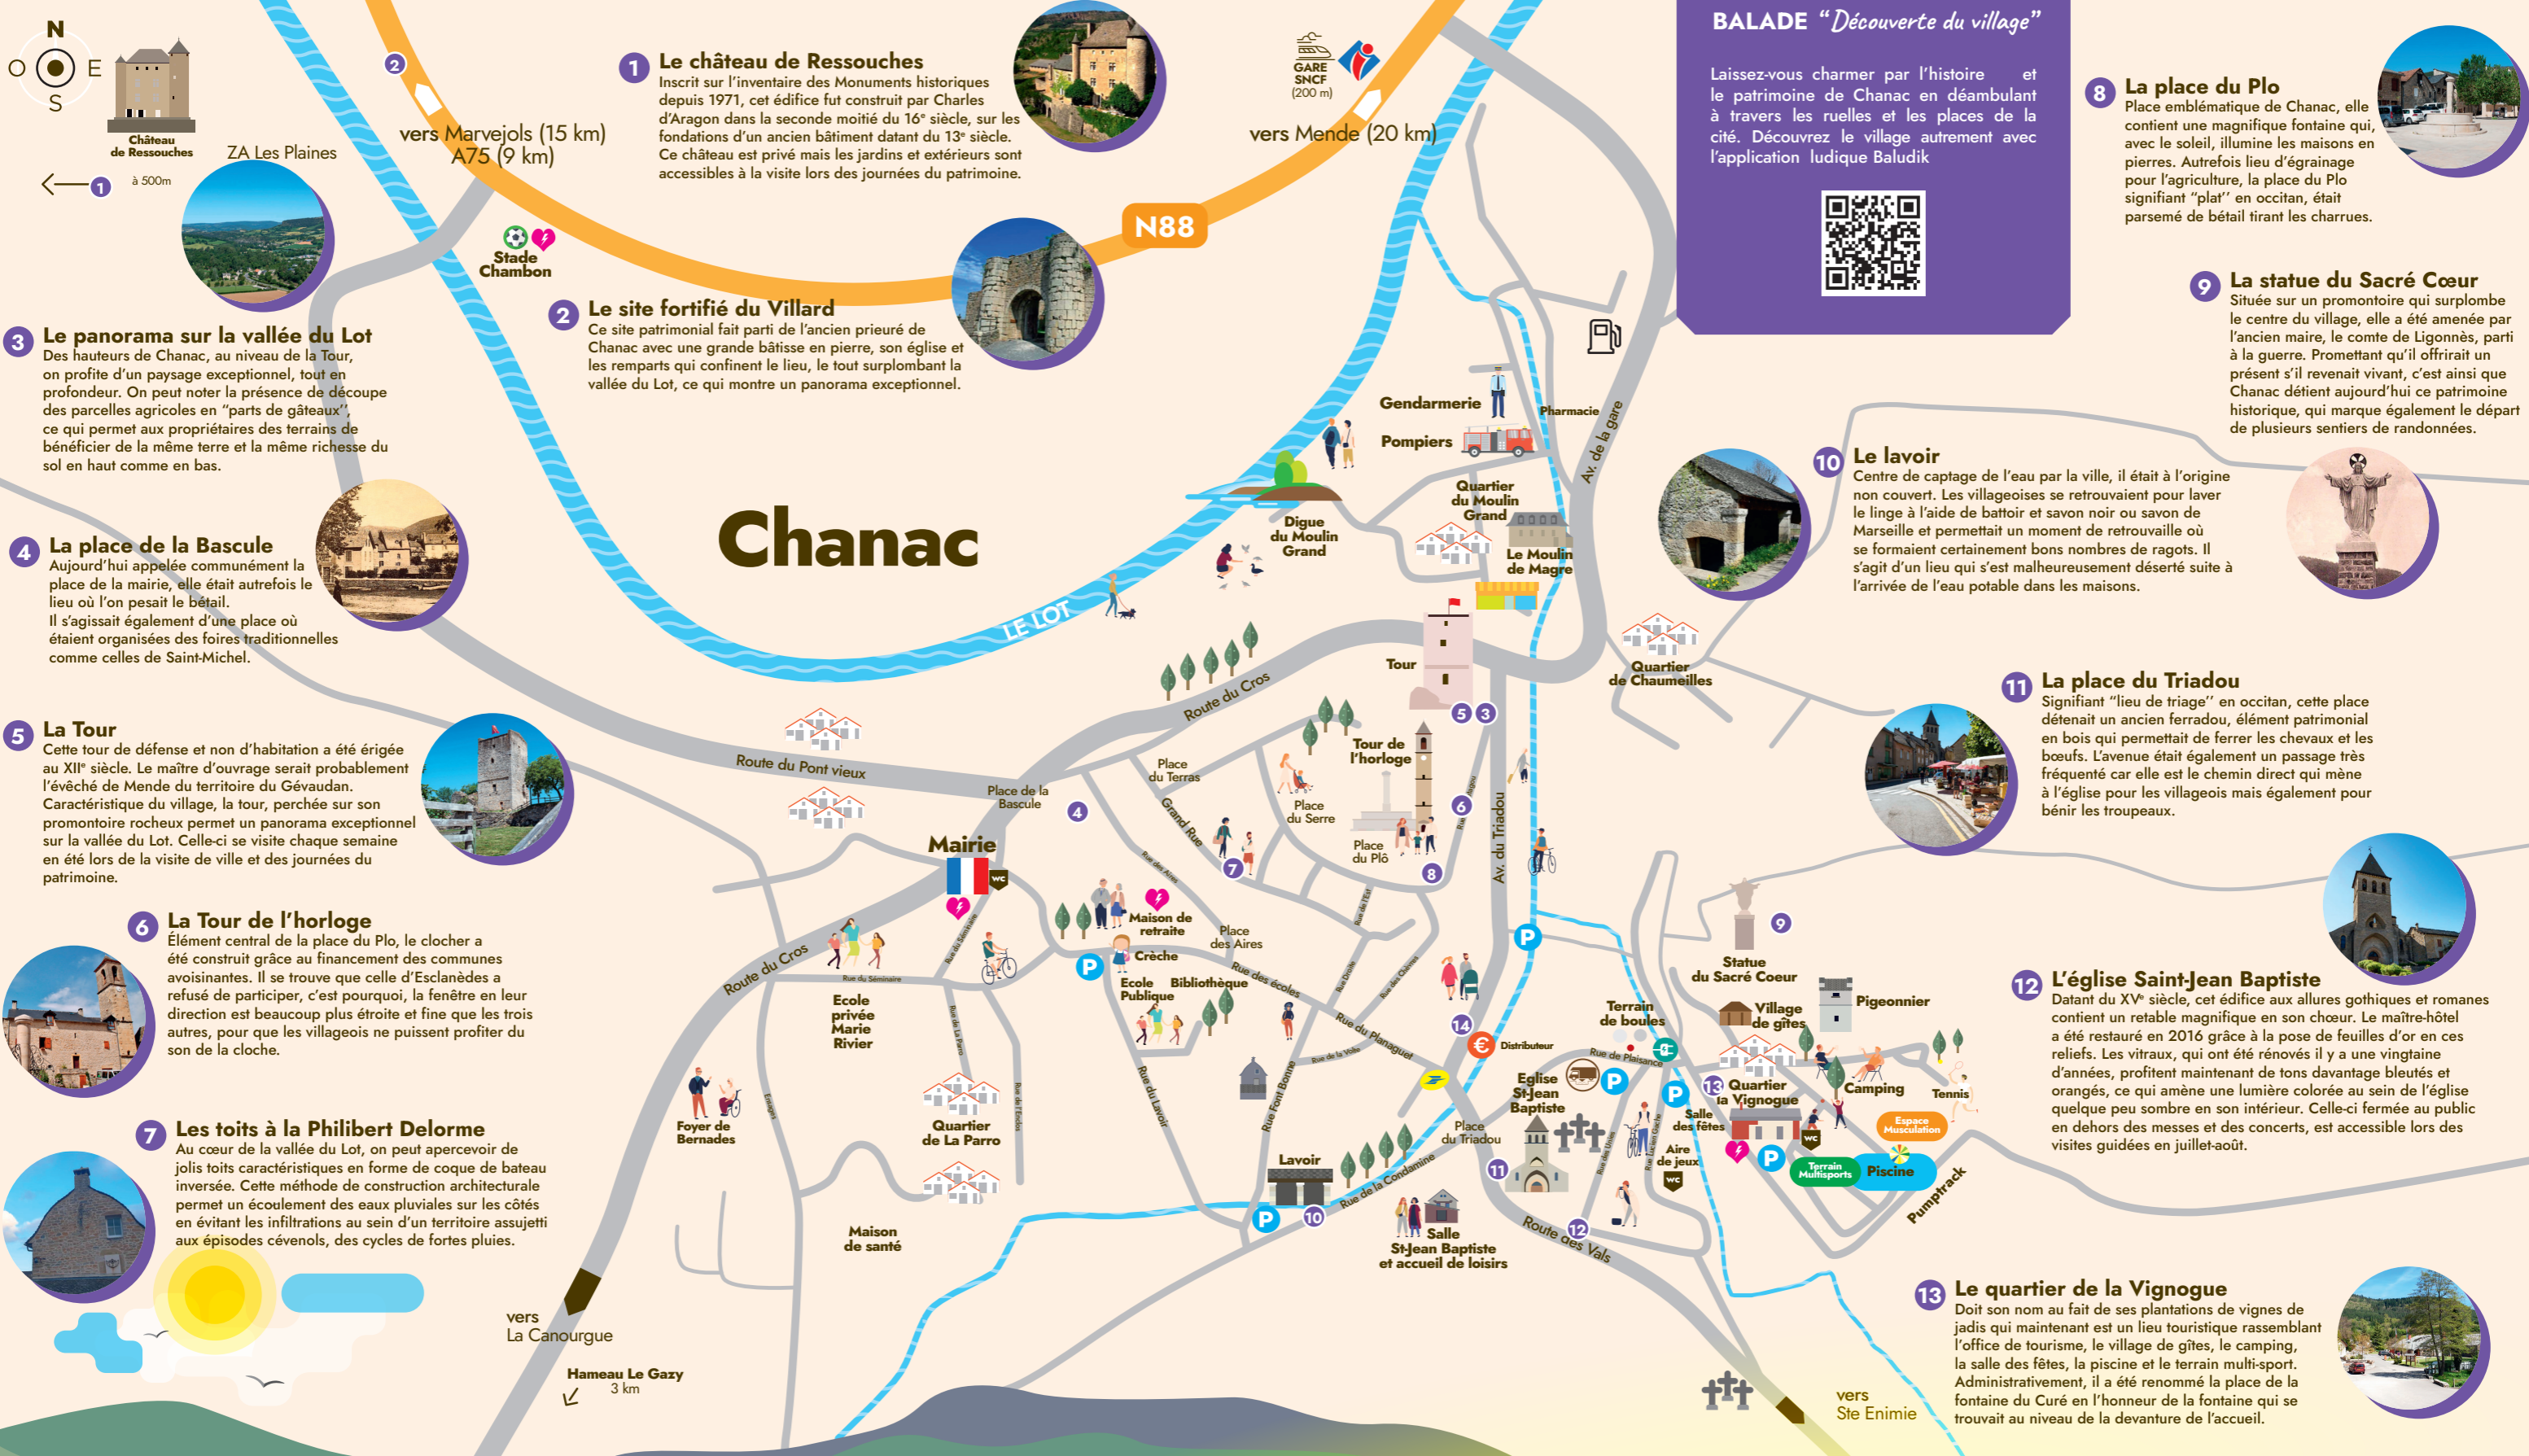 N
O
E
S
Château
de Ressouches
1
à 500m
ZA Les Plaines
2
vers Marvejols (15 km)
A75 (9 km)
Stade
Chambon
1
Le château de Ressouches
Inscrit sur l'inventaire des Monuments historiques
depuis 1971, cet édifice fut construit par Charles
d'Aragon dans la seconde moitié du 16e siècle, sur les
fondations d'un ancien bâtiment datant du 13e siècle.
Ce château est privé mais les jardins et extérieurs sont
accessibles à la visite lors des journées du patrimoine.
GARE
SNCF
(200 m)
vers Mende (20 km)
N88
BALADE “Découverte du village”
Laissez-vous charmer par l'histoire et
le patrimoine de Chanac en déambulant
à travers les ruelles et les places de la
cité. Découvrez le village autrement avec
l'application ludique Baludik
2
Le site fortifié du Villard
Ce site patrimonial fait parti de l'ancien prieuré de
Chanac avec une grande bâtisse en pierre, son église et
les remparts qui confinent le lieu, le tout surplombant la
vallée du Lot, ce qui montre un panorama exceptionnel.
3
Le panorama sur la vallée du Lot
Des hauteurs de Chanac, au niveau de la Tour,
on profite d'un paysage exceptionnel, tout en
profondeur. On peut noter la présence de découpe
des parcelles agricoles en “parts de gâteaux’’,
ce qui permet aux propriétaires des terrains de
bénéficier de la même terre et la même richesse du
sol en haut comme en bas.
4
La place de la Bascule
Aujourd'hui appelée communément la
place de la mairie, elle était autrefois le
lieu où l'on pesait le bétail.
Il s'agissait également d'une place où
étaient organisées des foires traditionnelles
comme celles de Saint-Michel.
5
La Tour
Cette tour de défense et non d'habitation a été érigée
au XIIe siècle. Le maître d'ouvrage serait probablement
l'évêché de Mende du territoire du Gévaudan.
Caractéristique du village, la tour, perchée sur son
promontoire rocheux permet un panorama exceptionnel
sur la vallée du Lot. Celle-ci se visite chaque semaine
en été lors de la visite de ville et des journées du
patrimoine.
6
La Tour de l'horloge
Élément central de la place du Plo, le clocher a
été construit grâce au financement des communes
avoisinantes. Il se trouve que celle d'Esclanèdes a
refusé de participer, c'est pourquoi, la fenêtre en leur
direction est beaucoup plus étroite et fine que les trois
autres, pour que les villageois ne puissent profiter du
son de la cloche.
7
Les toits à la Philibert Delorme
Au cœur de la vallée du Lot, on peut apercevoir de
jolis toits caractéristiques en forme de coque de bateau
inversée. Cette méthode de construction architecturale
permet un écoulement des eaux pluviales sur les côtés
en évitant les infiltrations au sein d'un territoire assujetti
aux épisodes cévenols, des cycles de fortes pluies.
8
La place du Plo
Place emblématique de Chanac, elle
contient une magnifique fontaine qui,
avec le soleil, illumine les maisons en
pierres. Autrefois lieu d'égrainage
pour l'agriculture, la place du Plo
signifiant “plat’’ en occitan, était
parsemé de bétail tirant les charrues.
9
La statue du Sacré Cœur
Située sur un promontoire qui surplombe
le centre du village, elle a été amenée par
l'ancien maire, le comte de Ligonnès, parti
à la guerre. Promettant qu'il offrirait un
présent s'il revenait vivant, c'est ainsi que
Chanac détient aujourd'hui ce patrimoine
historique, qui marque également le départ
de plusieurs sentiers de randonnées.
10
Le lavoir
Centre de captage de l'eau par la ville, il était à l'origine
non couvert. Les villageoises se retrouvaient pour laver
le linge à l'aide de battoir et savon noir ou savon de
Marseille et permettait un moment de retrouvaille où
se formaient certainement bons nombres de ragots. Il
s'agit d'un lieu qui s'est malheureusement déserté suite à
l'arrivée de l'eau potable dans les maisons.
11
La place du Triadou
Signifiant “lieu de triage’’ en occitan, cette place
détenait un ancien ferradou, élément patrimonial
en bois qui permettait de ferrer les chevaux et les
bœufs. L'avenue était également un passage très
fréquenté car elle est le chemin direct qui mène
à l'église pour les villageois mais également pour
bénir les troupeaux.
12
L'église Saint-Jean Baptiste
Datant du XVe siècle, cet édifice aux allures gothiques et romanes
contient un retable magnifique en son chœur. Le maître-hôtel
a été restauré en 2016 grâce à la pose de feuilles d'or en ces
reliefs. Les vitraux, qui ont été rénovés il y a une vingtaine
d'années, profitent maintenant de tons davantage bleutés et
orangés, ce qui amène une lumière colorée au sein de l'église
quelque peu sombre en son intérieur. Celle-ci fermée au public
en dehors des messes et des concerts, est accessible lors des
visites guidées en juillet-août.
13
Le quartier de la Vignogue
Doit son nom au fait de ses plantations de vignes de
jadis qui maintenant est un lieu touristique rassemblant
l'office de tourisme, le village de gîtes, le camping,
la salle des fêtes, la piscine et le terrain multi-sport.
Administrativement, il a été renommé la place de la
fontaine du Curé en l'honneur de la fontaine qui se
trouvait au niveau de la devanture de l'accueil.
Chanac
LE LOT
Gendarmerie
Pharmacie
Pompiers
Av. de la gare
Quartier
du Moulin
Grand
Digue
du Moulin
Grand
Le Moulin
de Magre
Tour
5
3
Quartier
de Chaumeilles
Route du Cros
Route du Pont vieux
Place
du Terras
Tour de
l'horloge
Place de la
Bascule
4
Place
du Serre
6
Grand Rue
Place
du Plô
Av. du Triadou
7
8
Rue des Aires
Rue de l'Est
Mairie
WC
Maison de
retraite
Crèche
Place
des Aires
P
P
9
Statue
du Sacré Coeur
Route du Cros
Rue du Séminaire
Rue du Séminaire
Ecole
Publique
Bibliothèque
Rue des écoles
Rue Droite
Rue des Chèvres
Ecole
privée
Marie
Rivier
Rue de La Parro
Rue du Planaguet
14
€
Distributeur
Terrain
de boules
Village
de gîtes
Pigeonnier
Rue de Plaisance
Rue de la Volte
Rue de l'Enclos
Rue du Lavoir
Rue Font Bonne
Eglise
St-Jean
Baptiste
P
P
13
Quartier
la Vignogue
Camping
Tennis
Salle
des fêtes
Espace
Musculation
WC
P
Terrain
Multisports
Piscine
Pumptrack
Foyer de
Bernades
Quartier
de La Parro
Place
du Triadou
Lavoir
11
Aire
de jeux
WC
Rue de la Condamine
P
10
Maison
de santé
Salle
St-Jean Baptiste
et accueil de loisirs
12
Route des Vals
vers
La Canourgue
Hameau Le Gazy
3 km
vers
Ste Enimie